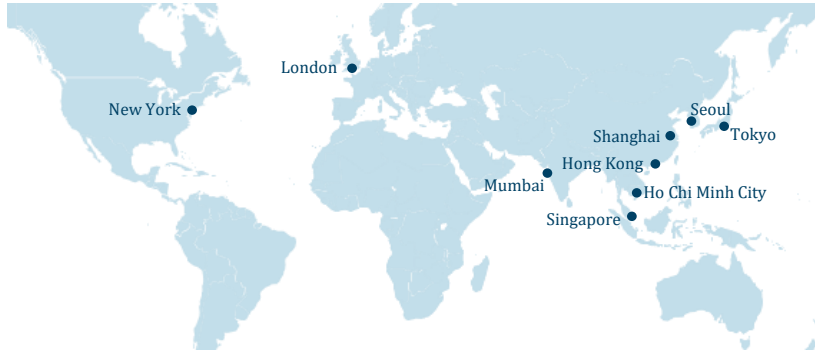 London
New York
Seoul
Tokyo
Shanghai
Hong Kong
Mumbai
Ho Chi Minh City
Singapore